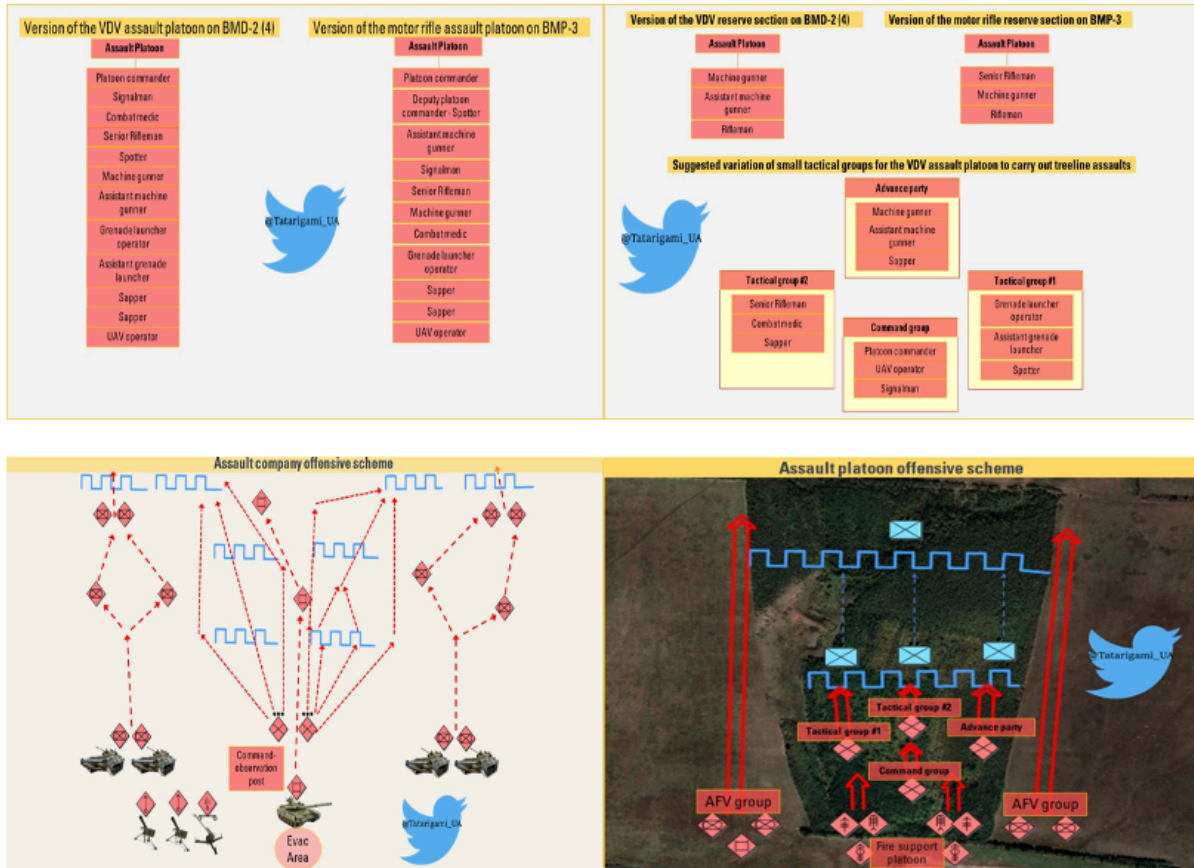 Version of the VDV assault platoon on BMD-2 (4)
Assault Platoon
Platoon commander
Signalman
Combat medic
Senior Rifleman
Spotter
Machine gunner
Assistant machine
gunner
Grenade launcher
operator
Assistant grenade
launcher
Sapper
Sapper
UAV operator
Version of the motor rifle assault platoon on BMP-3
Assault Platoon
Platoon commander
Deputy platoon
commander - Spotter
Assistant machine
gunner
Signalman
Senior Rifleman
Machine gunner
Combat medic
Grenade launcher
operator
Sapper
Sapper
UAV operator
@Tatarigami_UA
Version of the VDV reserve section on BMD-2 (4)
Assault Platoon
Machine gunner
Assistant machine
gunner
Rifleman
Version of the motor rifle reserve section on BMP-3
Assault Platoon
Senior Rifleman
Machine gunner
Rifleman
Suggested variation of small tactical groups for the VDV assault platoon to carry out treeline assaults
@Tatarigami_UA
Advance party
Machine gunner
Assistant machine
gunner
Sapper
Tactical group #2
Senior Rifleman
Combat medic
Sapper
Command group
Platoon commander
UAV operator
Signalman
Tactical group #1
Grenade launcher
operator
Assistant grenade
launcher
Spotter
Assault company offensive scheme
Command-
observation
post
Evac
Area
@Tatarigami_UA
Assault platoon offensive scheme
@Tatarigami_UA
Tactical group #2
Tactical group #1
Advance party
Command group
AFV group
AFV group
Fire support
platoon